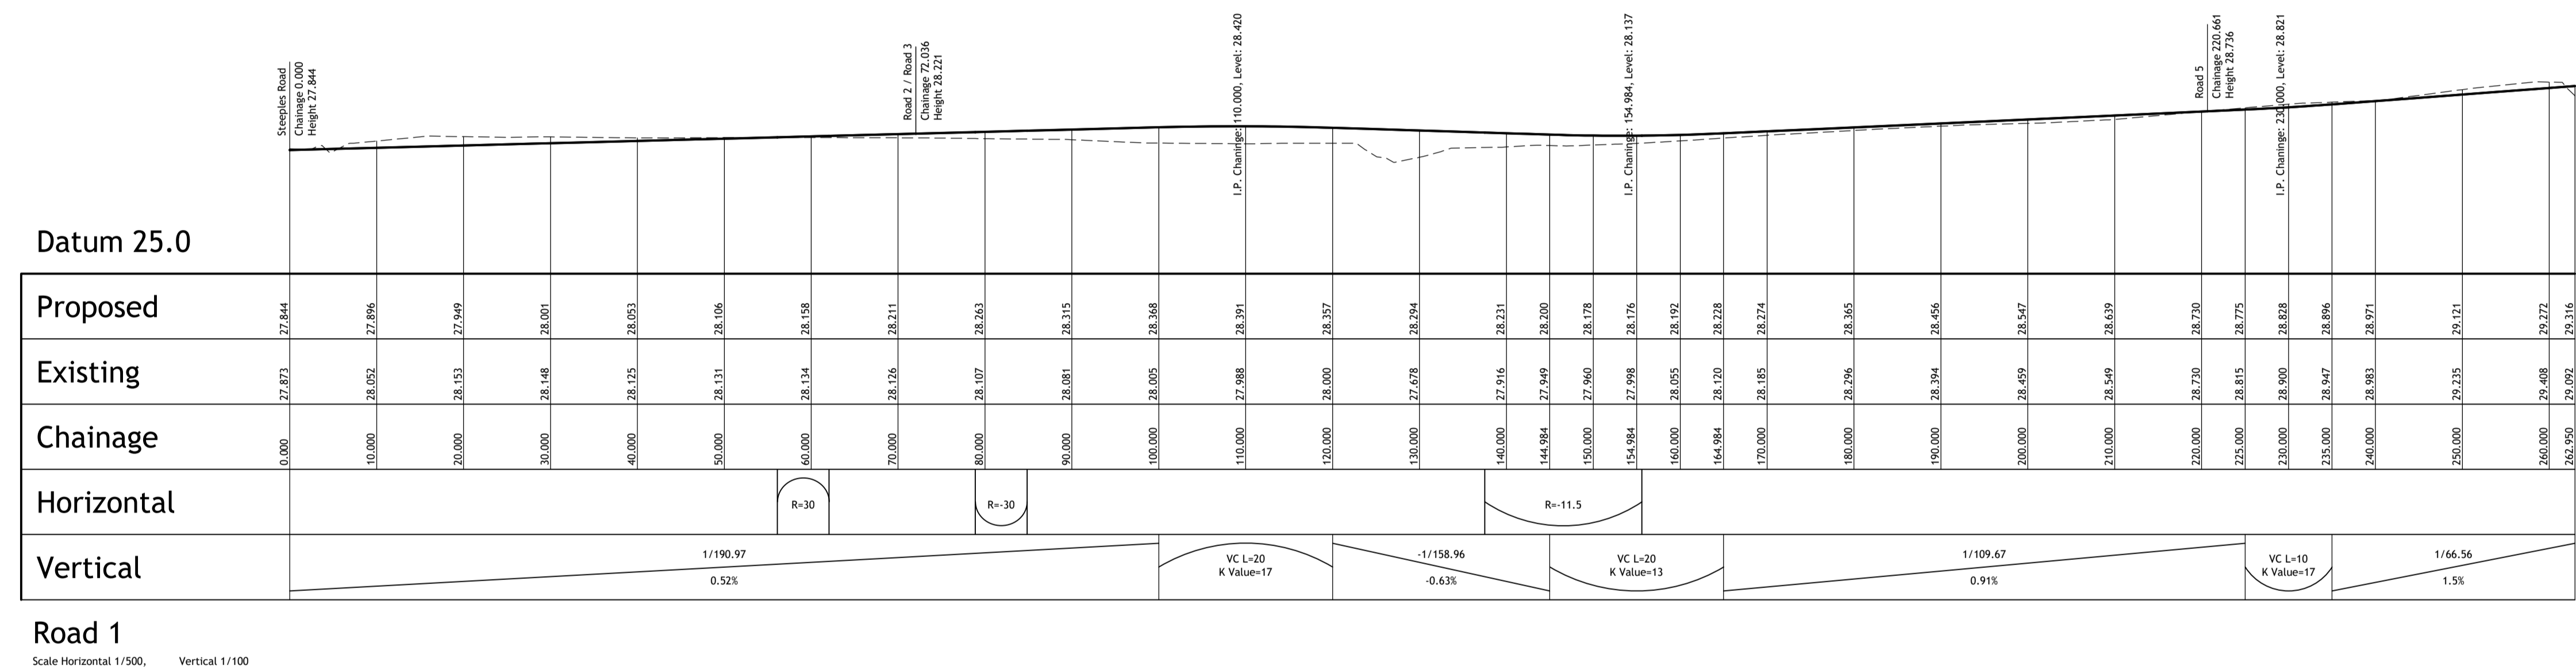 Steeples Road
Chainage 0.000
Height 27.844
Road 2 / Road 3
Chainage 72.036
Height 28.221
I.P. Chaninge: 110.000, Level: 28.420
I.P. Chaninge: 154.984, Level: 28.137
Road 5
Chainage 220.661
Height 28.736
I.P. Chaninge: 230.000, Level: 28.821
Datum 25.0
Proposed 27.844 27.896 27.949 28.001 28.053 28.106 28.158 28.211 28.263 28.315 28.368 28.391 28.357 28.294 28.231 28.200 28.178 28.176 28.192 28.228 28.274 28.365 28.456 28.547 28.639 28.730 28.775 28.828 28.896 28.971 29.121 29.272 29.316
Existing 27.873 28.052 28.153 28.148 28.125 28.131 28.134 28.126 28.107 28.081 28.005 27.988 28.000 27.678 27.916 27.949 27.960 27.998 28.055 28.120 28.185 28.296 28.394 28.459 28.549 28.730 28.815 28.900 28.947 28.983 29.235 29.408 29.092
Chainage 0.000 10.000 20.000 30.000 40.000 50.000 60.000 70.000 80.000 90.000 100.000 110.000 120.000 130.000 140.000 144.984 150.000 154.984 160.000 164.984 170.000 180.000 190.000 200.000 210.000 220.000 225.000 230.000 235.000 240.000 250.000 260.000 262.950
Horizontal R=30 R=-30 R=-11.5
Vertical
1/190.97
0.52%
VC L=20
K Value=17
-1/158.96
-0.63%
VC L=20
K Value=13
1/109.67
0.91%
VC L=10
K Value=17
1/66.56
1.5%
Road 1
Scale Horizontal 1/500, Vertical 1/100